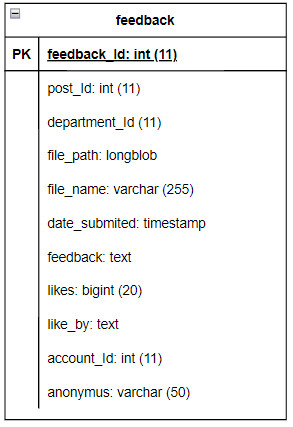 feedback
PK feedback_Id: int (11)
post_Id: int (11)
department_Id (11)
file_path: longblob
file_name: varchar (255)
date_submited: timestamp
feedback: text
likes: bigint (20)
like_by: text
account_Id: int (11)
anonymus: varchar (50)